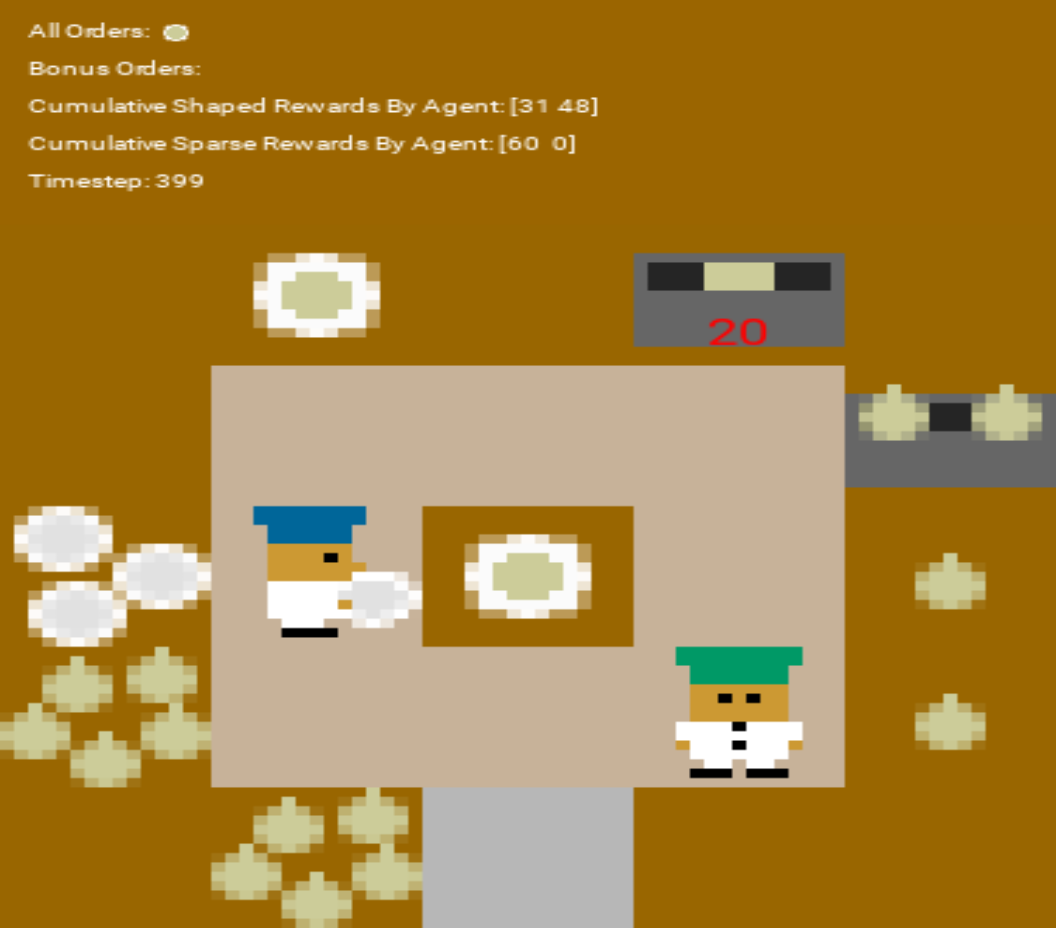 All Orders:
Bonus Orders:
Cumulative Shaped Rewards By Agent: [31 48]
Cumulative Sparse Rewards By Agent: [60  0]
Timestep: 399
20